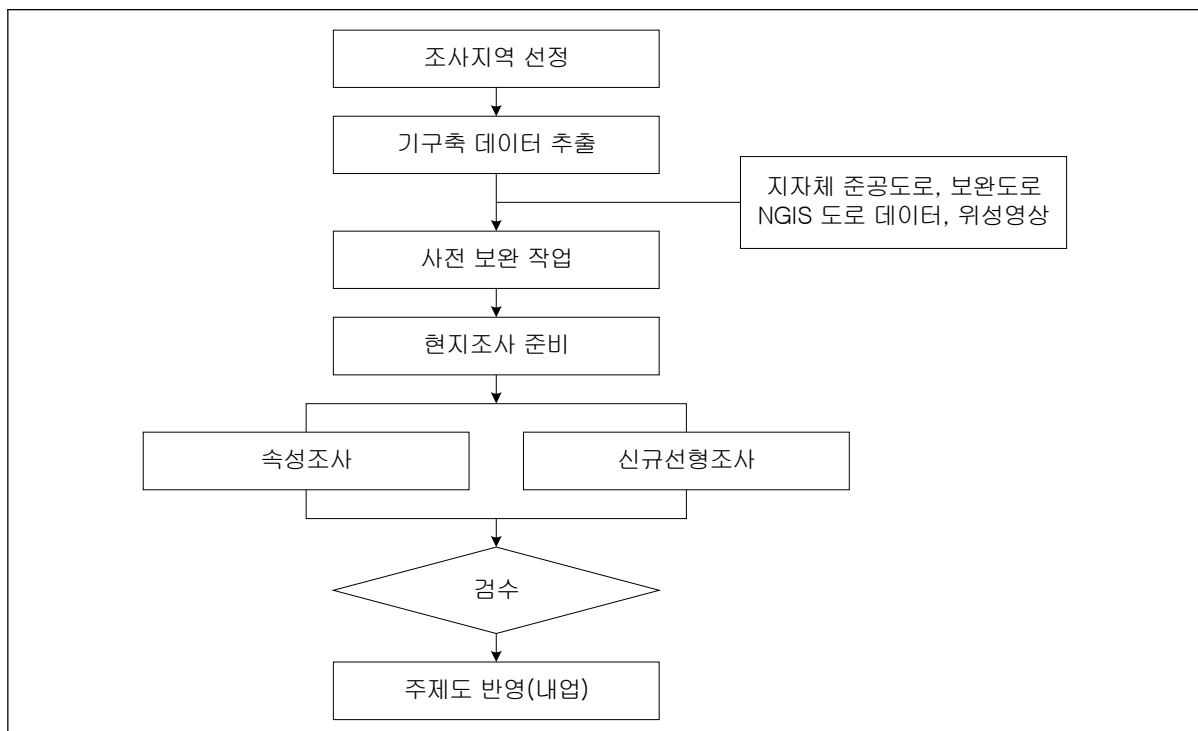 조사지역 선정
기구축 데이터 추출
지자체 준공도로, 보완도로
NGIS 도로 데이터, 위성영상
사전 보완 작업
현지조사 준비
속성조사
신규선형조사
검수
주제도 반영(내업)